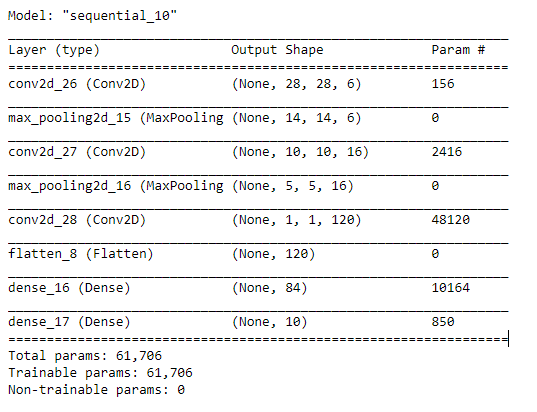 Model: "sequential_10"
_________________________________________________________________
Layer (type)                 Output Shape              Param #
=================================================================
conv2d_26 (Conv2D)           (None, 28, 28, 6)         156
_________________________________________________________________
max_pooling2d_15 (MaxPooling (None, 14, 14, 6)         0
_________________________________________________________________
conv2d_27 (Conv2D)           (None, 10, 10, 16)        2416
_________________________________________________________________
max_pooling2d_16 (MaxPooling (None, 5, 5, 16)          0
_________________________________________________________________
conv2d_28 (Conv2D)           (None, 1, 1, 120)         48120
_________________________________________________________________
flatten_8 (Flatten)          (None, 120)               0
_________________________________________________________________
dense_16 (Dense)             (None, 84)                10164
_________________________________________________________________
dense_17 (Dense)             (None, 10)                850
=================================================================
Total params: 61,706
Trainable params: 61,706
Non-trainable params: 0